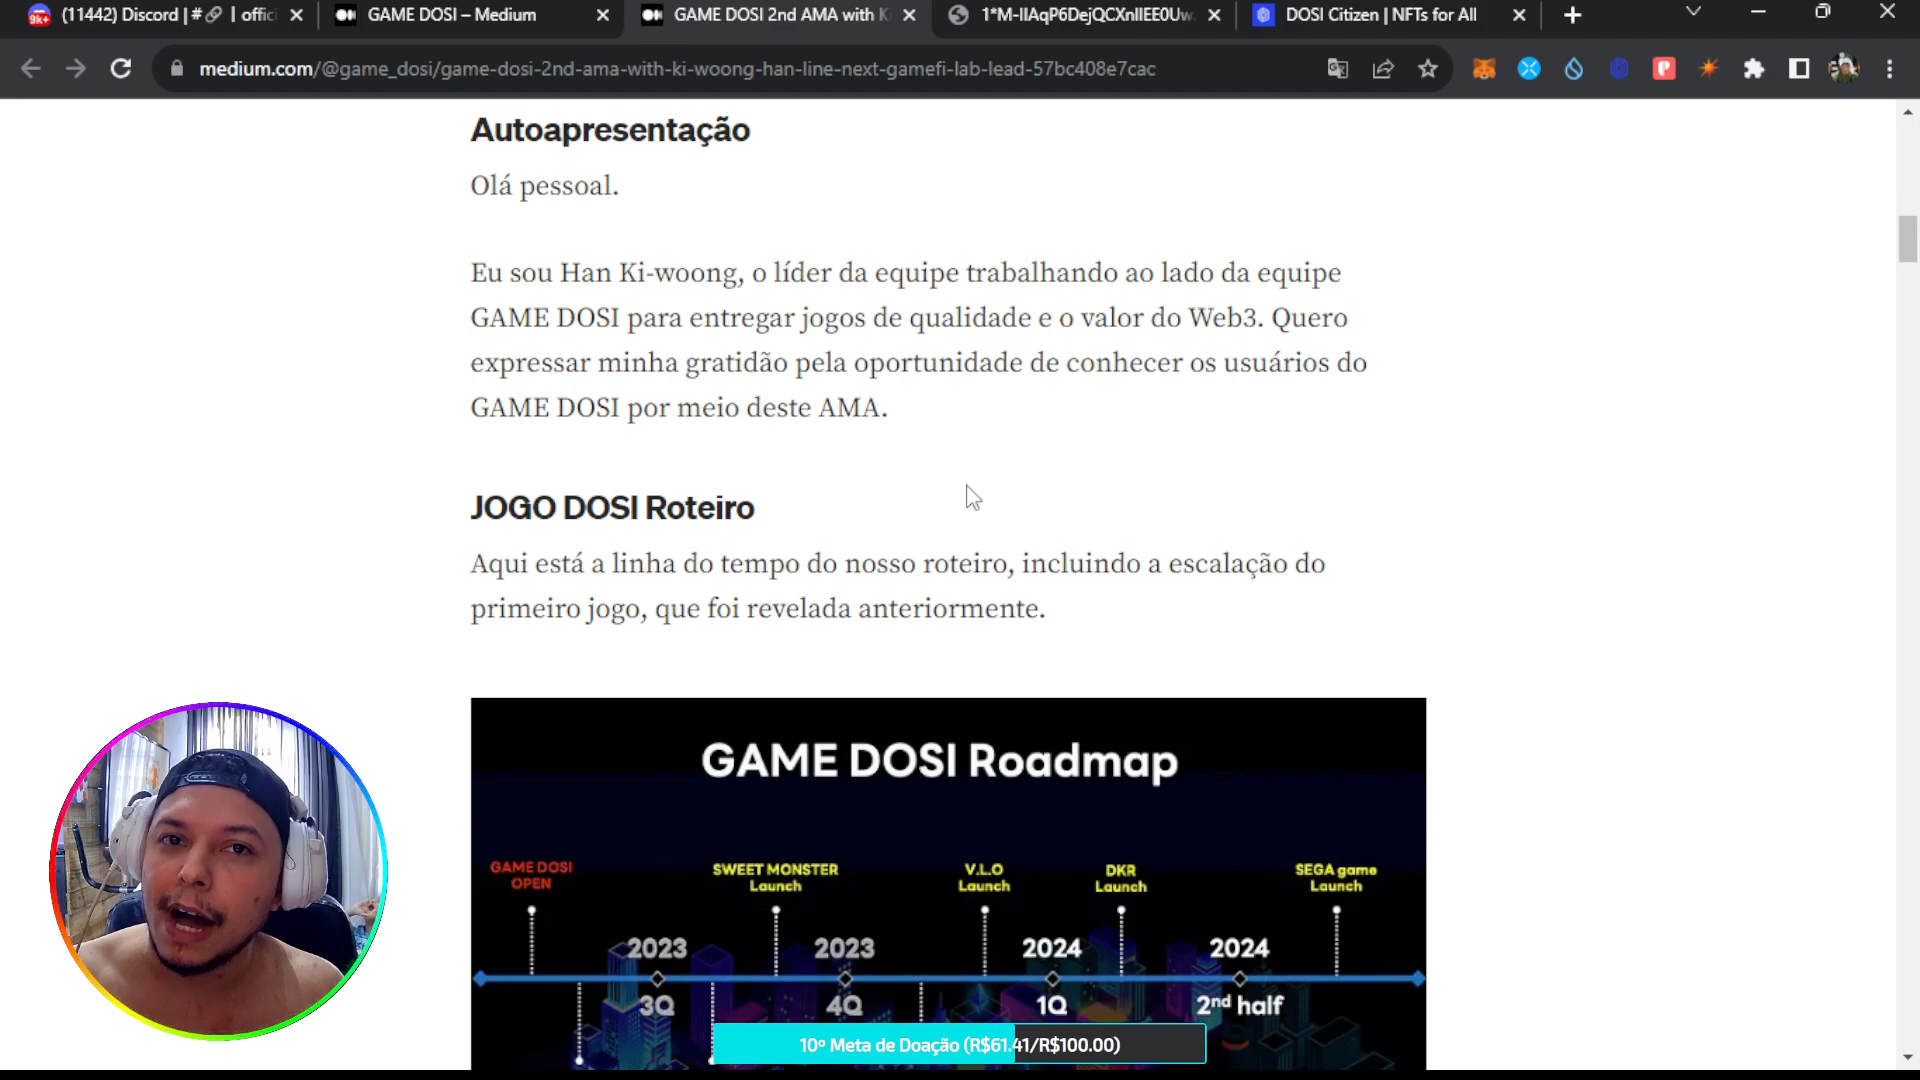 (11442) Discord | # | offici
GAME DOSI – Medium
GAME DOSI 2nd AMA with Ki
DOSI Citizen | NFTs for All
medium.com/@game_dosi/game-dosi-2nd-ama-with-ki-woong-han-line-next-gamefi-lab-lead-57bc408e7cac
Autoapresentação
Olá pessoal.
Eu sou Han Ki-woong, o líder da equipe trabalhando ao lado da equipe
GAME DOSI para entregar jogos de qualidade e o valor do Web3. Quero
expressar minha gratidão pela oportunidade de conhecer os usuários do
GAME DOSI por meio deste AMA.
JOGO DOSI Roteiro
Aqui está a linha do tempo do nosso roteiro, incluindo a escalação do
primeiro jogo, que foi revelada anteriormente.
GAME DOSI Roadmap
GAME DOSI
OPEN
SWEET MONSTER
Launch
V.L.O
Launch
DKR
Launch
SEGA game
Launch
2023
2023
2024
2024
3Q
4Q
1Q
2nd half
10º Meta de Doação (R$61.41/R$100.00)